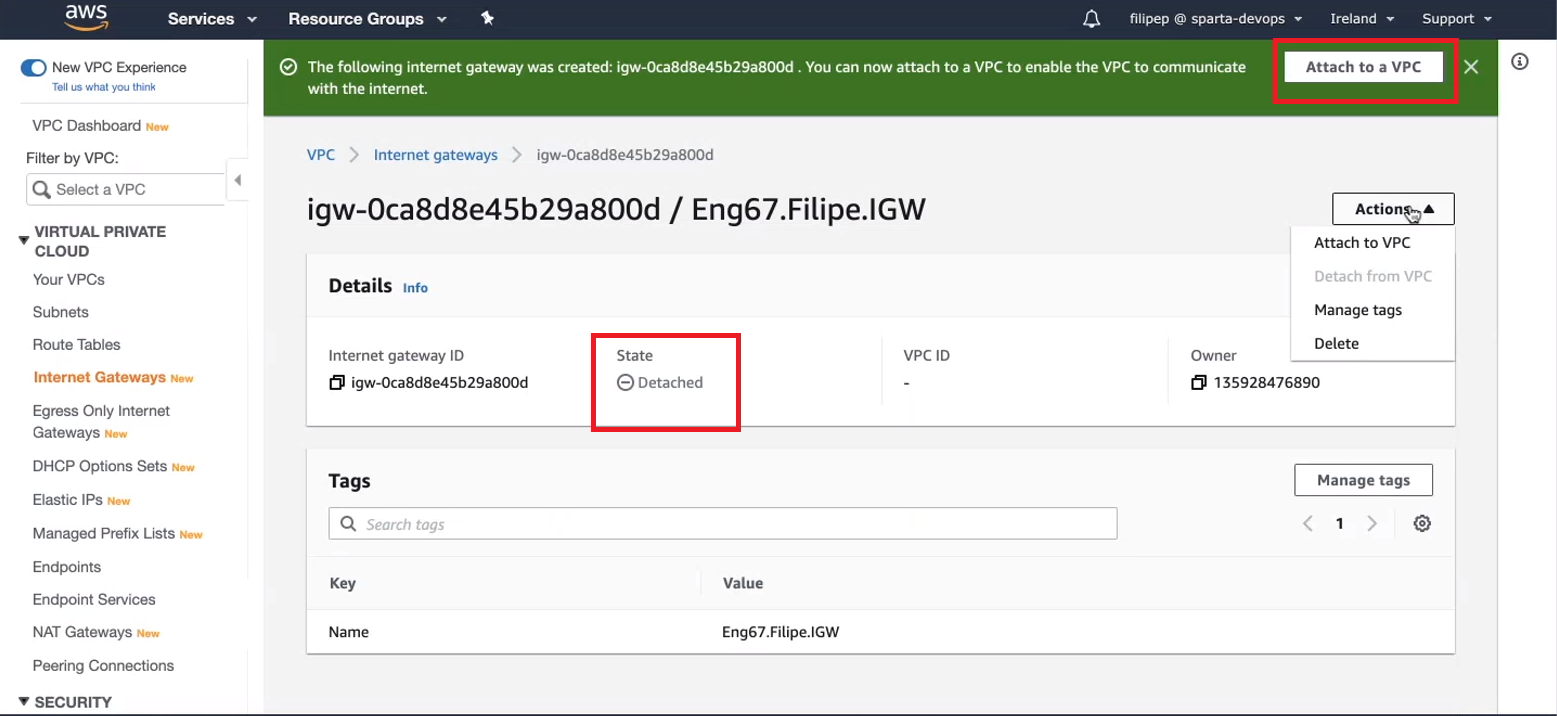 aws
Services
Resource Groups
filipep @ sparta-devops
Ireland
Support
New VPC Experience
Tell us what you think
VPC Dashboard New
Filter by VPC:
Select a VPC
VIRTUAL PRIVATE
CLOUD
Your VPCs
Subnets
Route Tables
Internet Gateways New
Egress Only Internet
Gateways New
DHCP Options Sets New
Elastic IPs New
Managed Prefix Lists New
Endpoints
Endpoint Services
NAT Gateways New
Peering Connections
SECURITY
The following internet gateway was created: igw-0ca8d8e45b29a800d . You can now attach to a VPC to enable the VPC to communicate
with the internet.
Attach to a VPC
VPC
Internet gateways
igw-0ca8d8e45b29a800d
igw-0ca8d8e45b29a800d / Eng67.Filipe.IGW
Actions
Attach to VPC
Detach from VPC
Manage tags
Delete
Details Info
Internet gateway ID
igw-0ca8d8e45b29a800d
State
Detached
VPC ID
-
Owner
135928476890
Tags
Manage tags
Search tags
1
Key Value
Name Eng67.Filipe.IGW